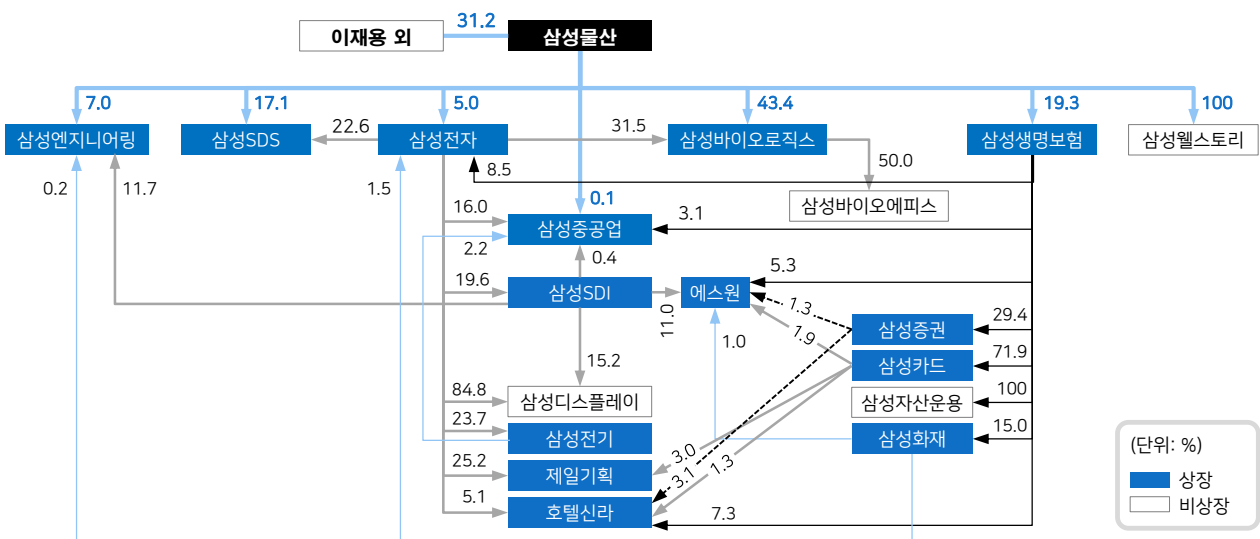 31.2
이재용 외
삼성물산
7.0
17.1
5.0
43.4
19.3
100
삼성엔지니어링
삼성SDS
22.6
삼성전자
31.5
삼성바이오로직스
삼성생명보험
삼성웰스토리
0.2
11.7
1.5
8.5
50.0
16.0
0.1
3.1
삼성바이오에피스
삼성중공업
2.2
0.4
5.3
19.6
삼성SDI
11.0
에스원
1.3
29.4
삼성증권
1.9
1.0
71.9
삼성카드
15.2
84.8
삼성디스플레이
100
삼성자산운용
23.7
삼성전기
15.0
삼성화재
3.0
25.2
제일기획
3.1
1.3
5.1
호텔신라
7.3
(단위: %)
상장
비상장